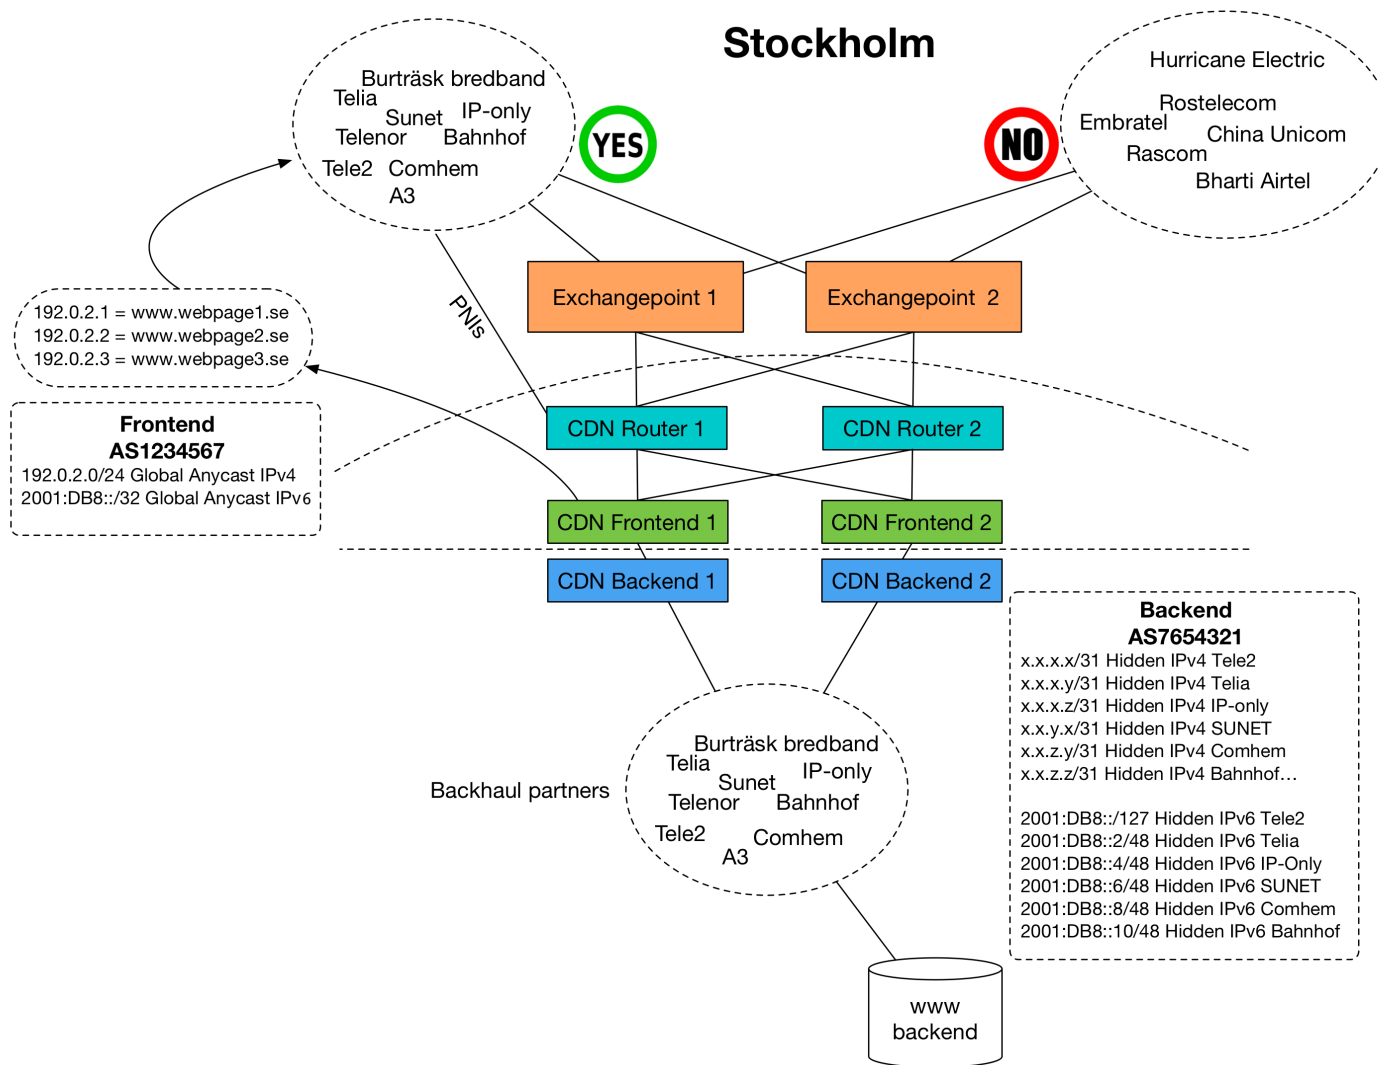 Stockholm
Burträsk bredband
Telia
Sunet
IP-only
Telenor
Bahnhof
Tele2
Comhem
A3
YES
NO
Hurricane Electric
Rostelecom
Embratel
China Unicom
Rascom
Bharti Airtel
PNIs
Exchangepoint 1
Exchangepoint 2
192.0.2.1 = www.webpage1.se
192.0.2.2 = www.webpage2.se
192.0.2.3 = www.webpage3.se
Frontend
AS1234567
192.0.2.0/24 Global Anycast IPv4
2001:DB8::/32 Global Anycast IPv6
CDN Router 1
CDN Router 2
CDN Frontend 1
CDN Frontend 2
CDN Backend 1
CDN Backend 2
Backend
AS7654321
x.x.x.x/31 Hidden IPv4 Tele2
x.x.x.y/31 Hidden IPv4 Telia
x.x.x.z/31 Hidden IPv4 IP-only
x.x.y.x/31 Hidden IPv4 SUNET
x.x.z.y/31 Hidden IPv4 Comhem
x.x.z.z/31 Hidden IPv4 Bahnhof…
2001:DB8::/127 Hidden IPv6 Tele2
2001:DB8::2/48 Hidden IPv6 Telia
2001:DB8::4/48 Hidden IPv6 IP-Only
2001:DB8::6/48 Hidden IPv6 SUNET
2001:DB8::8/48 Hidden IPv6 Comhem
2001:DB8::10/48 Hidden IPv6 Bahnhof
Backhaul partners
Burträsk bredband
Telia
Sunet
IP-only
Telenor
Bahnhof
Tele2
Comhem
A3
www
backend